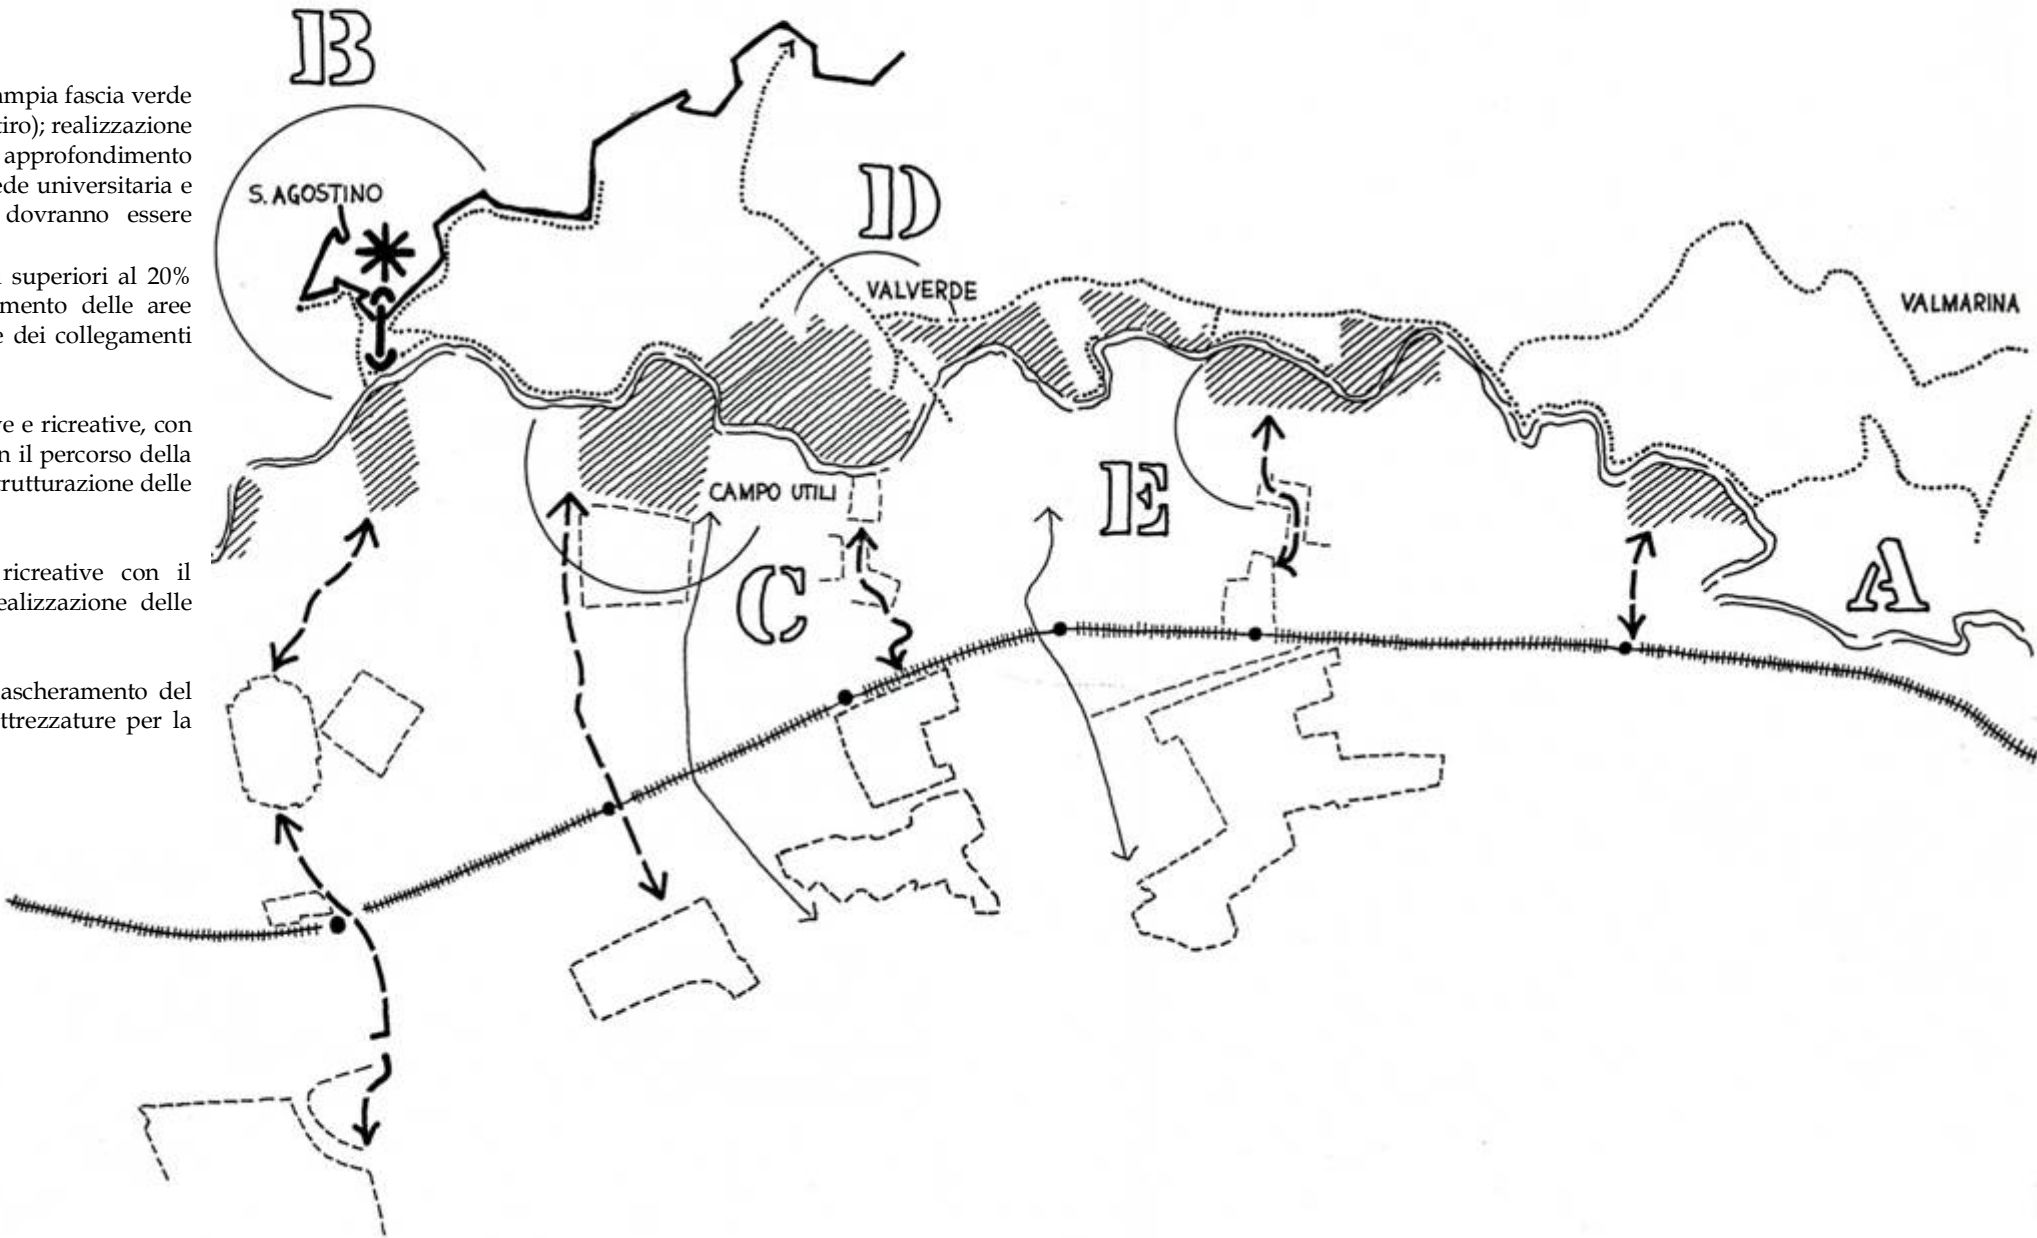 ampia fascia verde
tiro); realizzazione
approfondimento
ede universitaria e
dovranno essere
superiori al 20%
mento delle aree
e dei collegamenti
ve e ricreative, con
n il percorso della
trutturazione delle
ricreative con il
ealizzazione delle
ascheramento del
ttrezzature per la
B
S. AGOSTINO
D
VALVERDE
VALMARINA
CAMPO UTILI
E
C
A